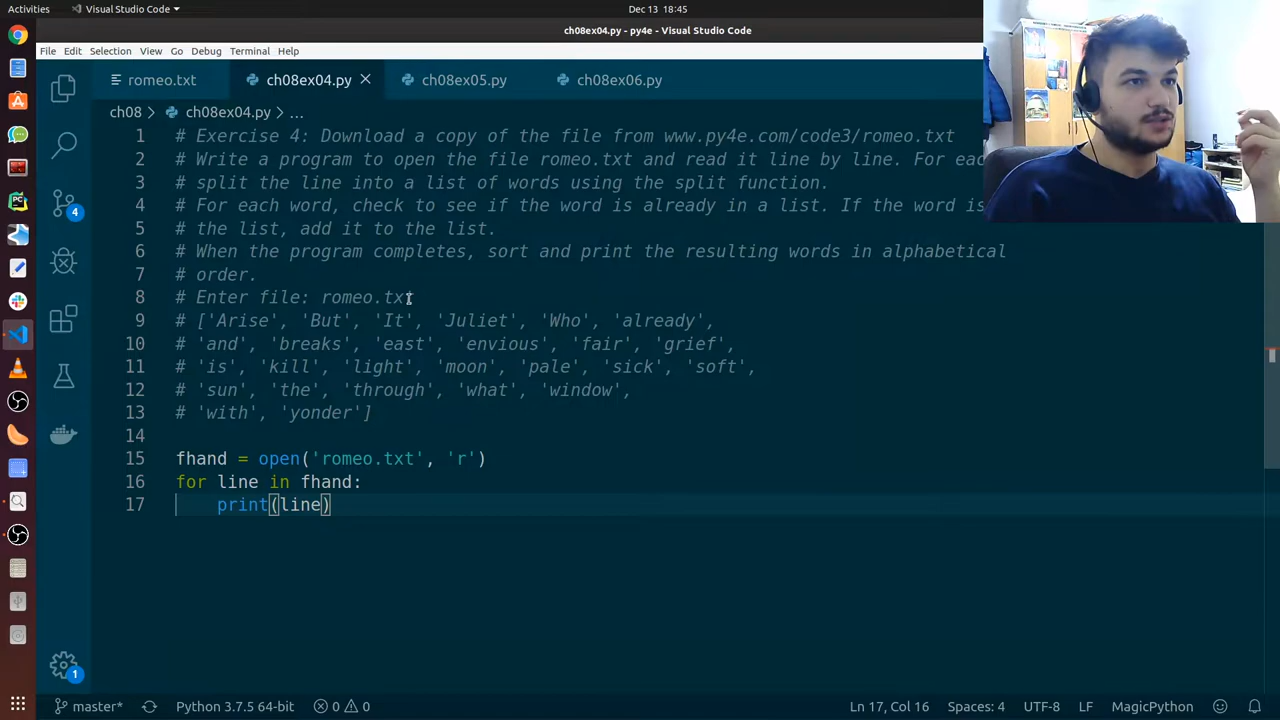 Activities Visual Studio Code Dec 13 18:45
ch08ex04.py - py4e - Visual Studio Code
File Edit Selection View Go Debug Terminal Help
romeo.txt ch08ex04.py ch08ex05.py ch08ex06.py
ch08 > ch08ex04.py > ...
1 # Exercise 4: Download a copy of the file from www.py4e.com/code3/romeo.txt
2 # Write a program to open the file romeo.txt and read it line by line. For
3 # split the line into a list of words using the split function.
4 # For each word, check to see if the word is already in a list. If the word is
5 # the list, add it to the list.
6 # When the program completes, sort and print the resulting words in alphabetical
7 # order.
8 # Enter file: romeo.txt
9 # ['Arise', 'But', 'It', 'Juliet', 'Who', 'already',
10 # 'and', 'breaks', 'east', 'envious', 'fair', 'grief',
11 # 'is', 'kill', 'light', 'moon', 'pale', 'sick', 'soft',
12 # 'sun', 'the', 'through', 'what', 'window',
13 # 'with', 'yonder']
14
15 fhand = open('romeo.txt', 'r')
16 for line in fhand:
17 print(line)
4
1
master* Python 3.7.5 64-bit 0 0 Ln 17, Col 16 Spaces: 4 UTF-8 LF MagicPython